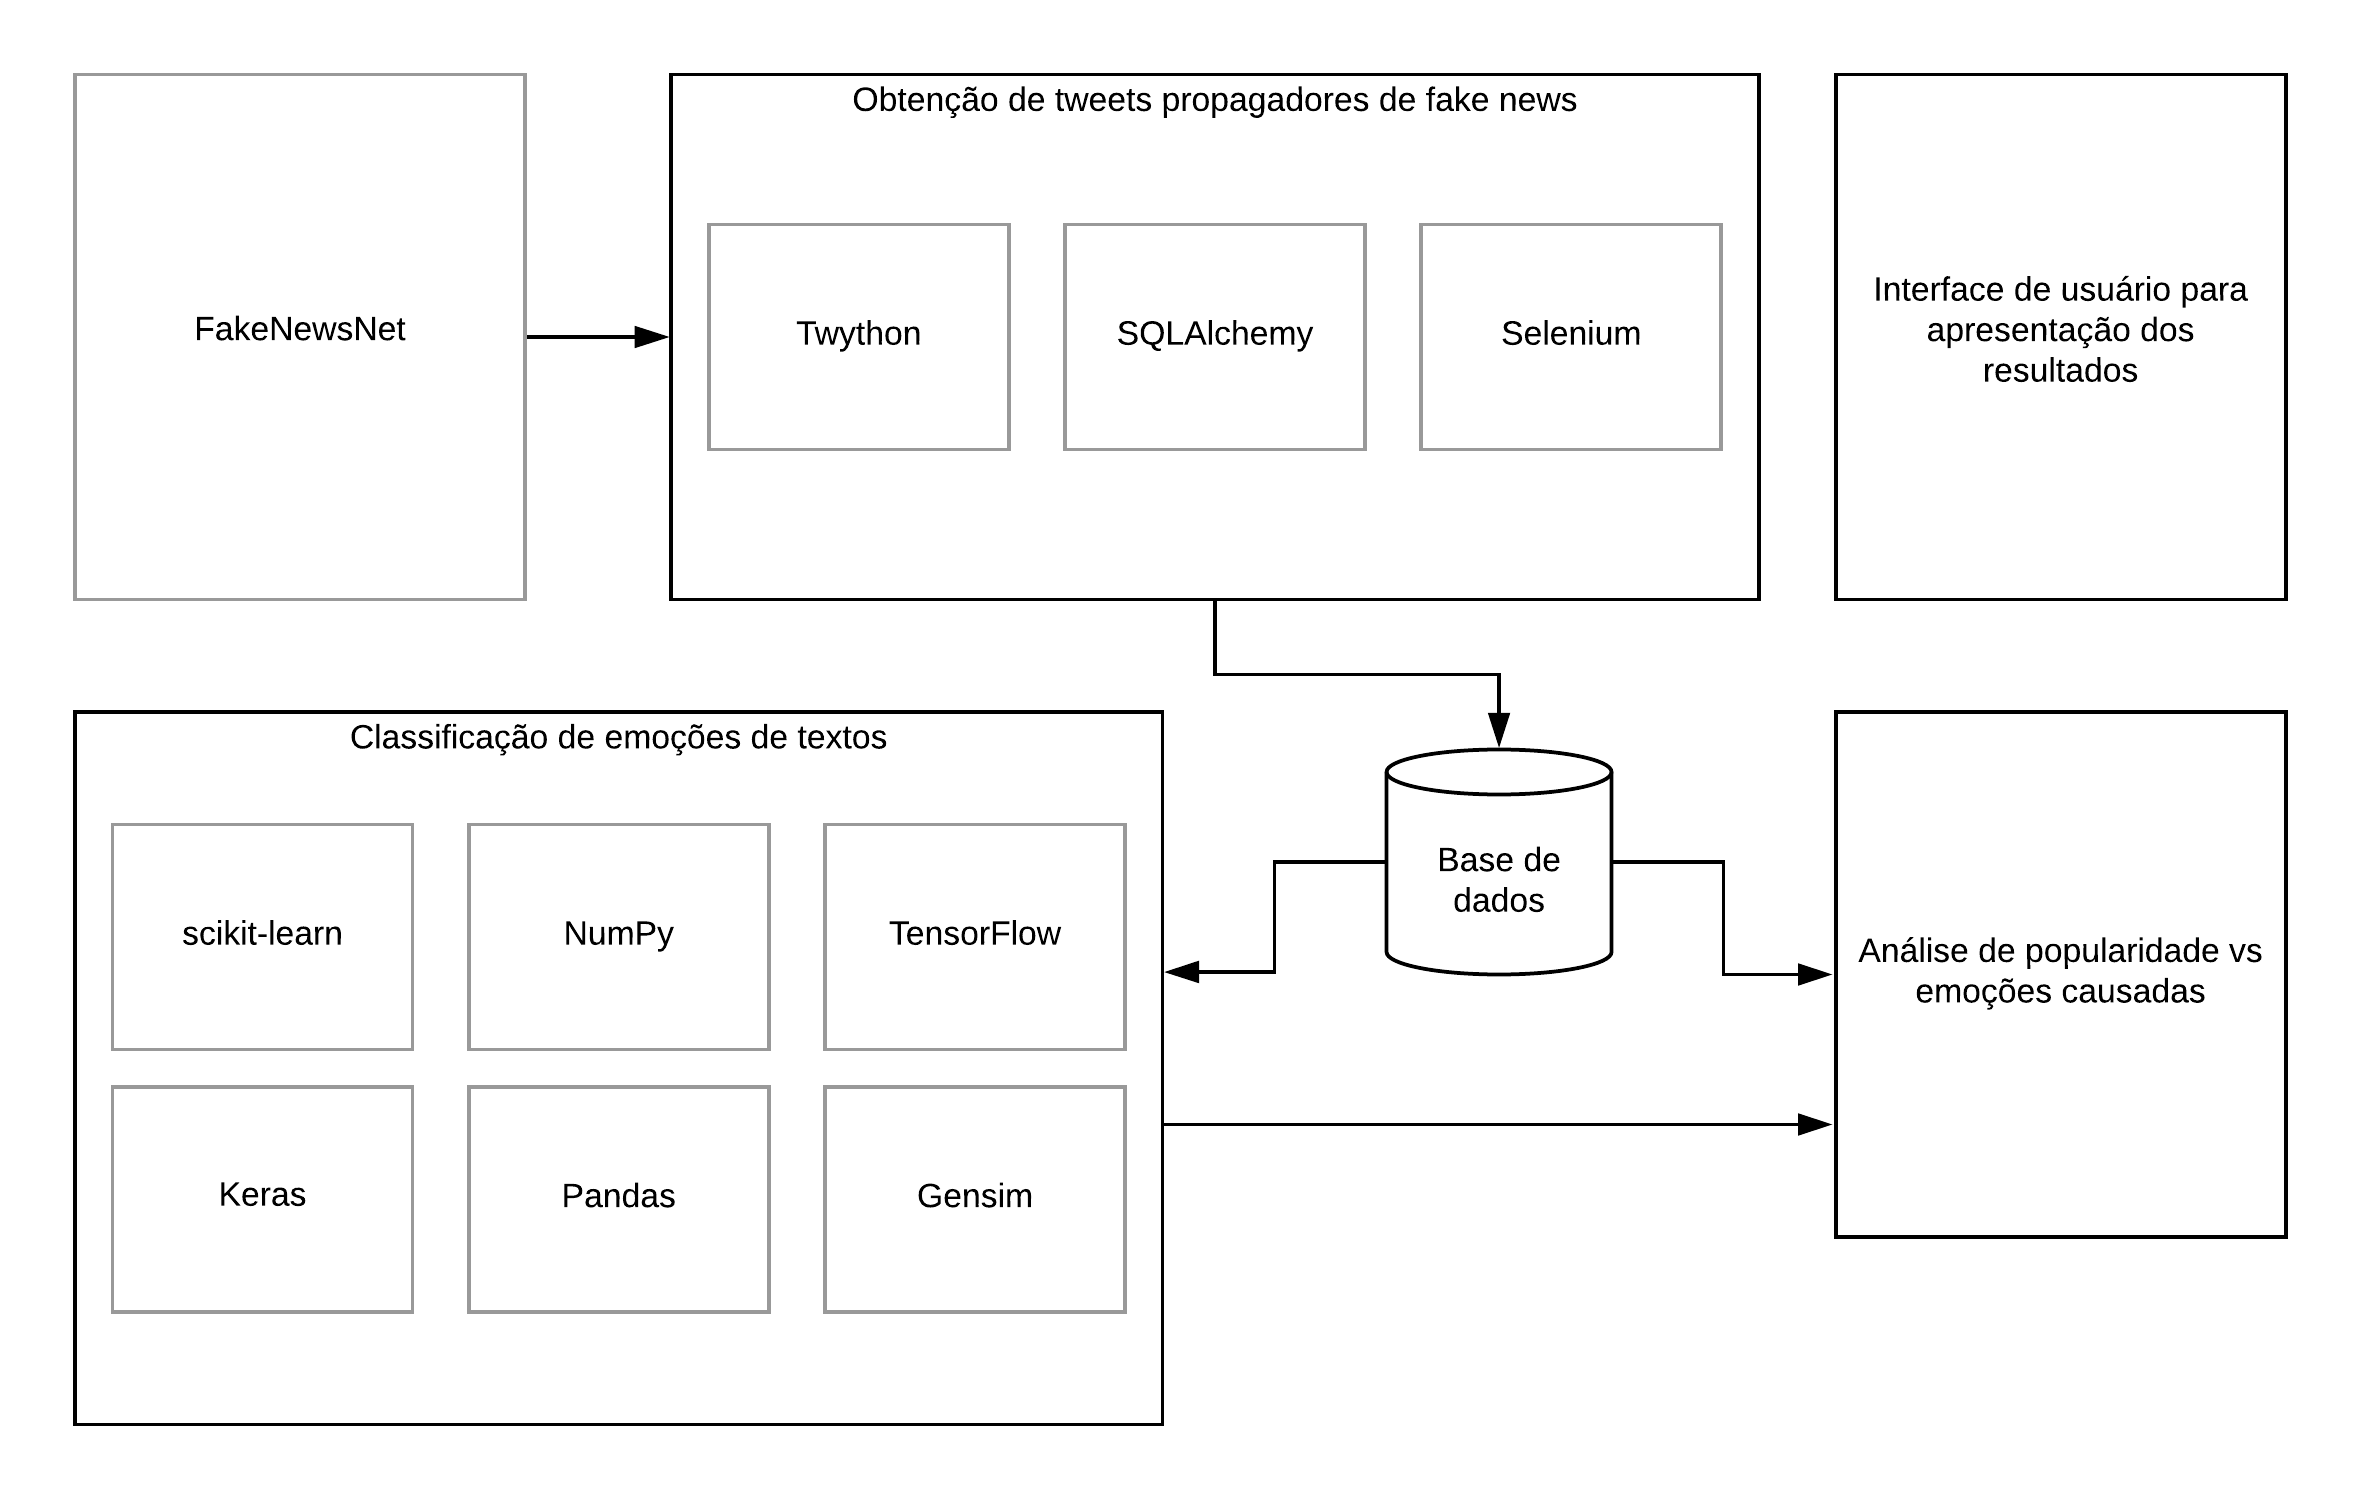 FakeNewsNet
Obtenção de tweets propagadores de fake news
Twython
SQLAlchemy
Selenium
Interface de usuário para
apresentação dos
resultados
Classificação de emoções de textos
scikit-learn
NumPy
TensorFlow
Keras
Pandas
Gensim
Base de
dados
Análise de popularidade vs
emoções causadas